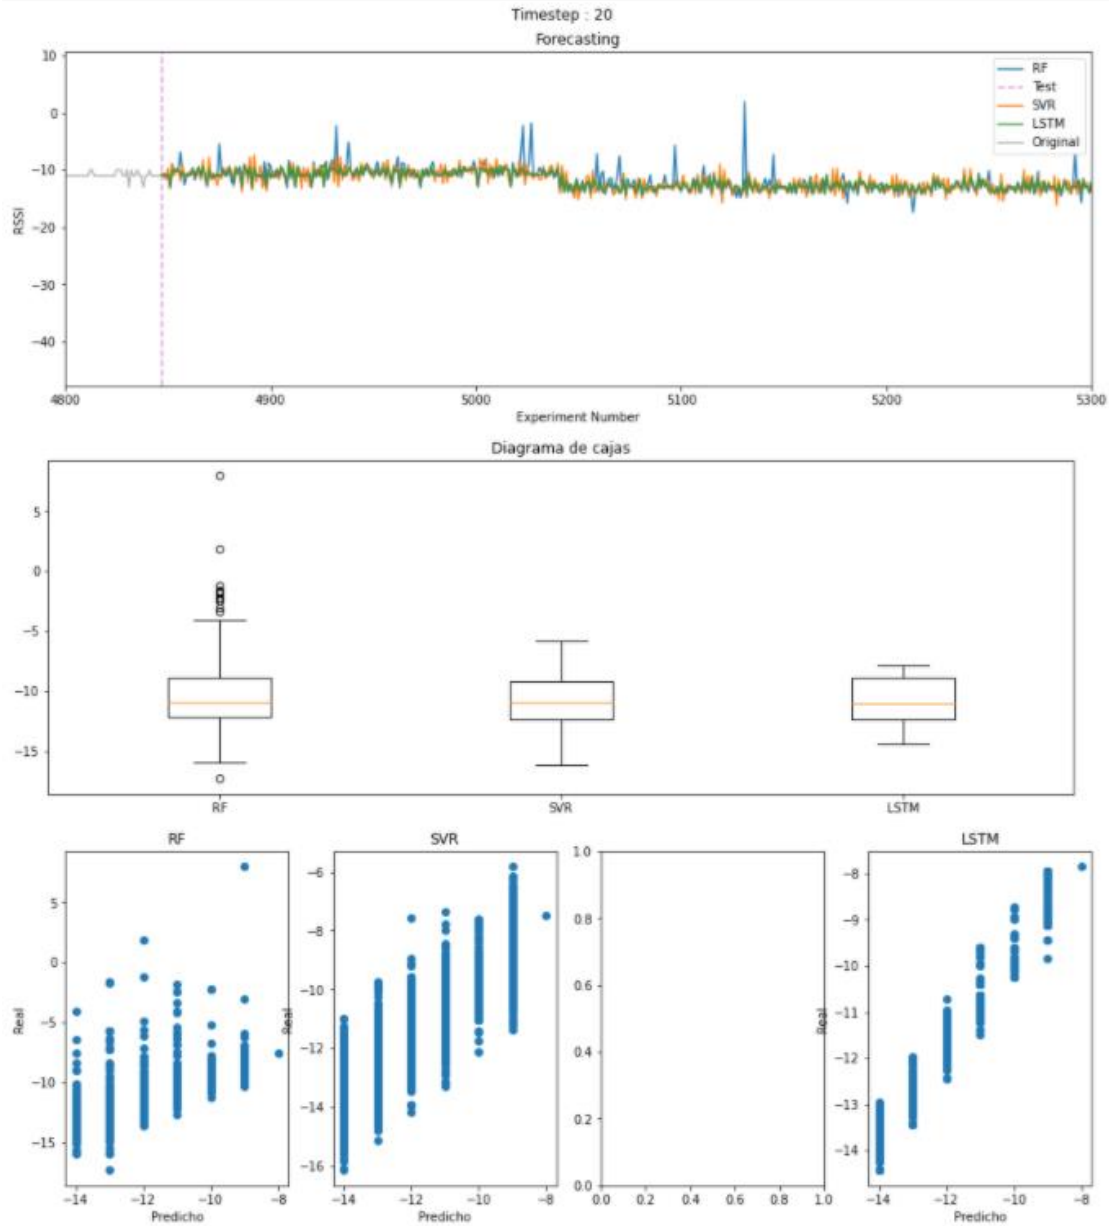 Timestep : 20
Forecasting
10
0
−10
−20
−30
−40
RSSI
RF
Test
SVR
LSTM
Original
4800 4900 5000 5100 5200 5300
Experiment Number
Diagrama de cajas
5
0
−5
−10
−15
RF SVR LSTM
RF
5
0
−5
−10
−15
Real
−14 −12 −10 −8
Predicho
SVR
−6
−8
−10
−12
−14
−16
Real
−14 −12 −10 −8
Predicho
1.0
0.8
0.6
0.4
0.2
0.0
0.0 0.2 0.4 0.6 0.8 1.0
LSTM
−8
−9
−10
−11
−12
−13
−14
Real
−14 −12 −10 −8
Predicho